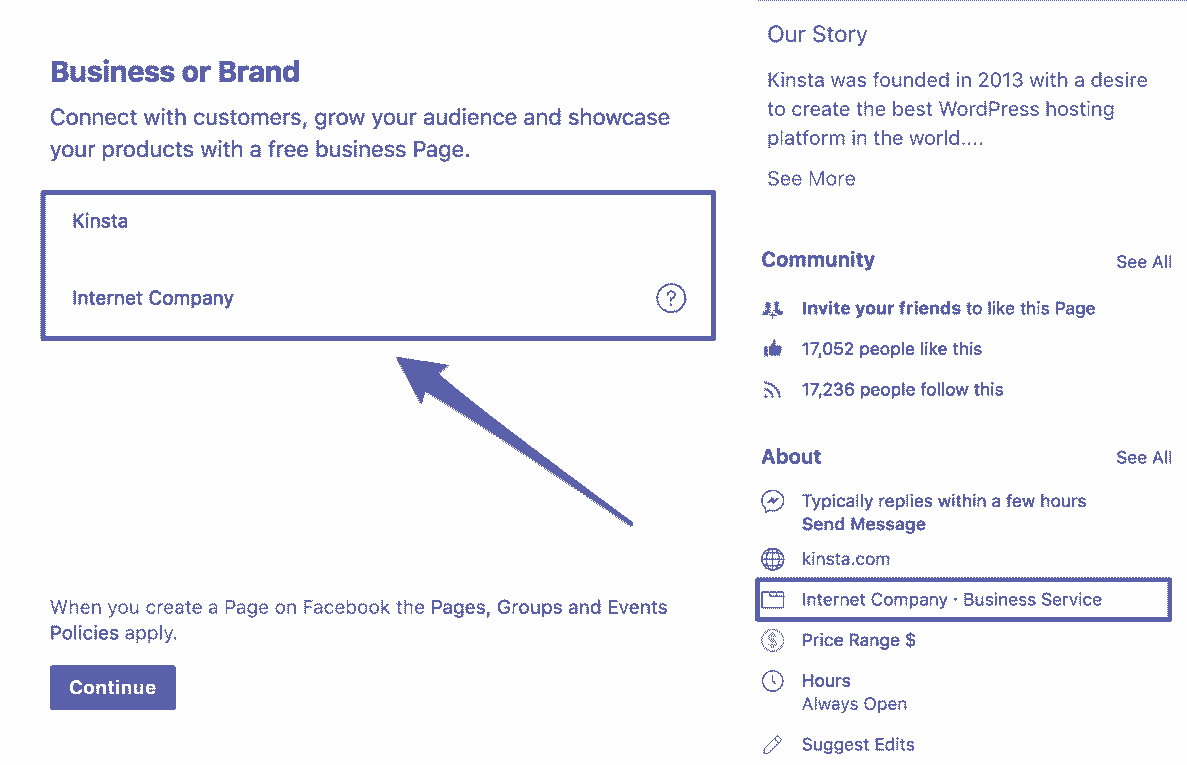 Business or Brand
Connect with customers, grow your audience and showcase
your products with a free business Page.
Kinsta
Internet Company
?
When you create a Page on Facebook the Pages, Groups and Events
Policies apply.
Continue
Our Story
Kinsta was founded in 2013 with a desire
to create the best WordPress hosting
platform in the world....
See More
Community See All
Invite your friends to like this Page
17,052 people like this
17,236 people follow this
About See All
Typically replies within a few hours
Send Message
kinsta.com
Internet Company · Business Service
Price Range $
Hours
Always Open
Suggest Edits